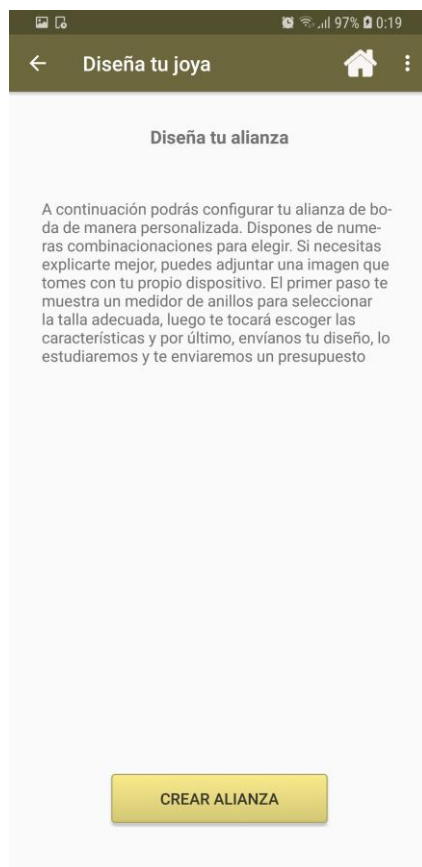 97% 0:19
Diseña tu joya
Diseña tu alianza
A continuación podrás configurar tu alianza de bo-
da de manera personalizada. Dispones de nume-
ras combinacionaciones para elegir. Si necesitas
explicarte mejor, puedes adjuntar una imagen que
tomes con tu propio dispositivo. El primer paso te
muestra un medidor de anillos para seleccionar
la talla adecuada, luego te tocará escoger las
características y por último, envíanos tu diseño, lo
estudiaremos y te enviaremos un presupuesto
CREAR ALIANZA